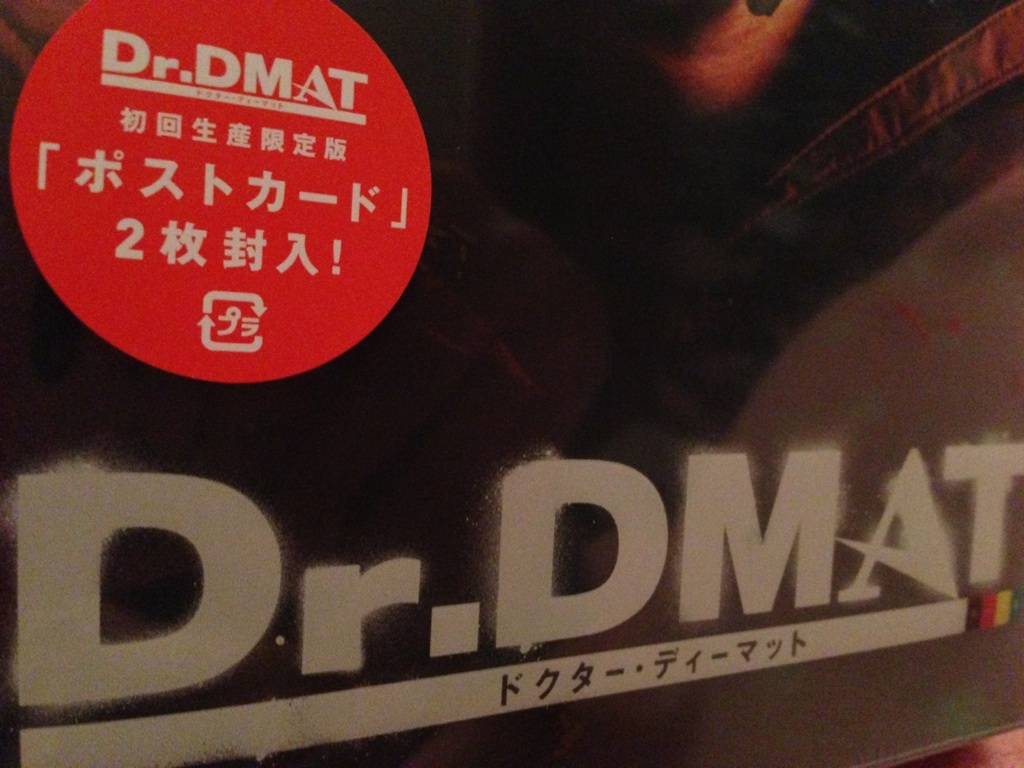 Dr.DMAT
ドクター・ディーマット
初回生産限定版
「ポストカード」
2枚封入!
プラ
Dr.DMAT
ドクター・ディーマット